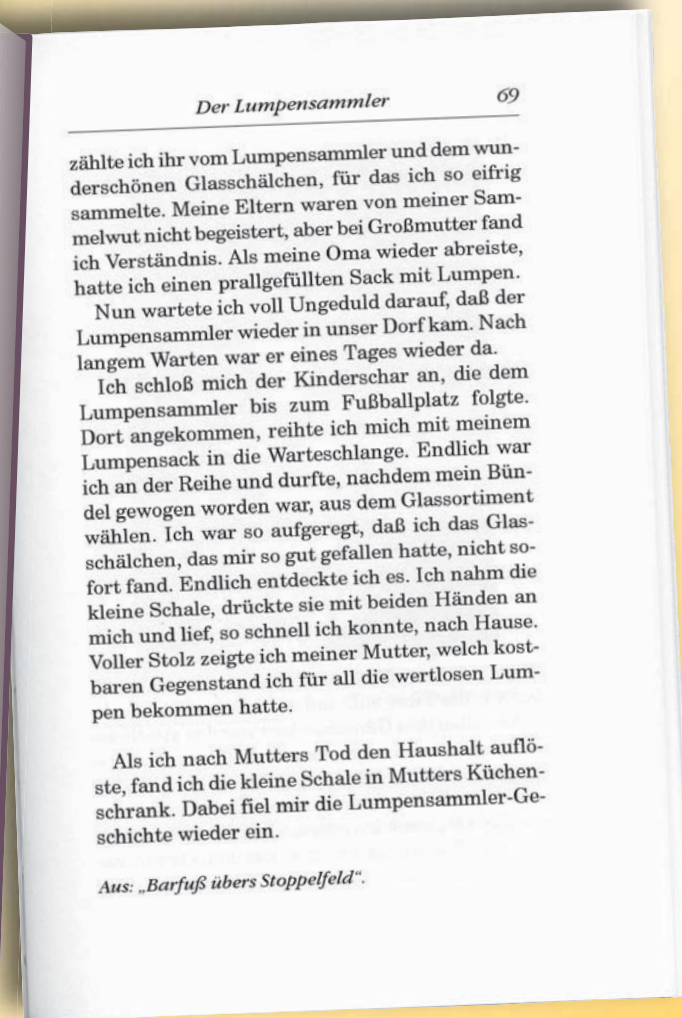 Der Lumpensammler 69
zählte ich ihr vom Lumpensammler und dem wun-
derschönen Glasschälchen, für das ich so eifrig
sammelte. Meine Eltern waren von meiner Sam-
melwut nicht begeistert, aber bei Großmutter fand
ich Verständnis. Als meine Oma wieder abreiste,
hatte ich einen prallgefüllten Sack mit Lumpen.
Nun wartete ich voll Ungeduld darauf, daß der
Lumpensammler wieder in unser Dorf kam. Nach
langem Warten war er eines Tages wieder da.
Ich schloß mich der Kinderschar an, die dem
Lumpensammler bis zum Fußballplatz folgte.
Dort angekommen, reihte ich mich mit meinem
Lumpensack in die Warteschlange. Endlich war
ich an der Reihe und durfte, nachdem mein Bün-
del gewogen worden war, aus dem Glassortiment
wählen. Ich war so aufgeregt, daß ich das Glas-
schälchen, das mir so gut gefallen hatte, nicht so-
fort fand. Endlich entdeckte ich es. Ich nahm die
kleine Schale, drückte sie mit beiden Händen an
mich und lief, so schnell ich konnte, nach Hause.
Voller Stolz zeigte ich meiner Mutter, welch kost-
baren Gegenstand ich für all die wertlosen Lum-
pen bekommen hatte.
Als ich nach Mutters Tod den Haushalt auflö-
ste, fand ich die kleine Schale in Mutters Küchen-
schrank. Dabei fiel mir die Lumpensammler-Ge-
schichte wieder ein.
Aus: „Barfuß übers Stoppelfeld“.